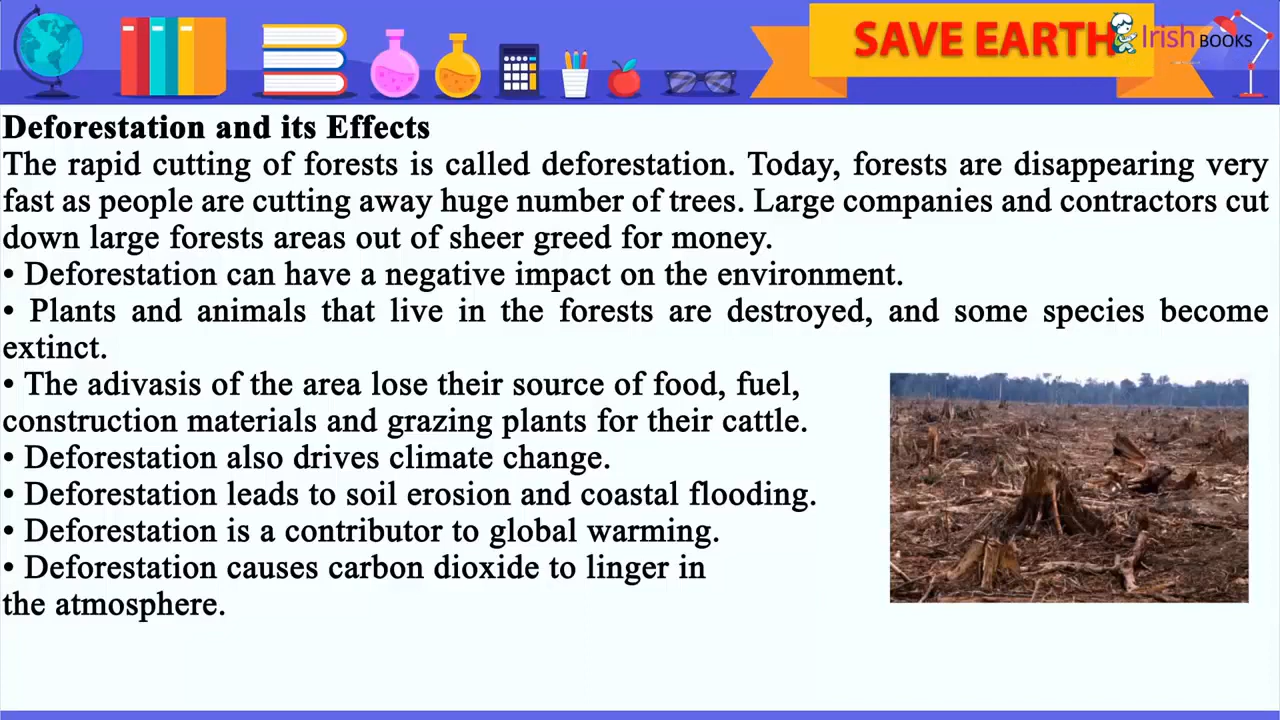 SAVE EARTH
Irish BOOKS
Deforestation and its Effects
The rapid cutting of forests is called deforestation. Today, forests are disappearing very
fast as people are cutting away huge number of trees. Large companies and contractors cut
down large forests areas out of sheer greed for money.
• Deforestation can have a negative impact on the environment.
• Plants and animals that live in the forests are destroyed, and some species become
extinct.
• The adivasis of the area lose their source of food, fuel,
construction materials and grazing plants for their cattle.
• Deforestation also drives climate change.
• Deforestation leads to soil erosion and coastal flooding.
• Deforestation is a contributor to global warming.
• Deforestation causes carbon dioxide to linger in
the atmosphere.